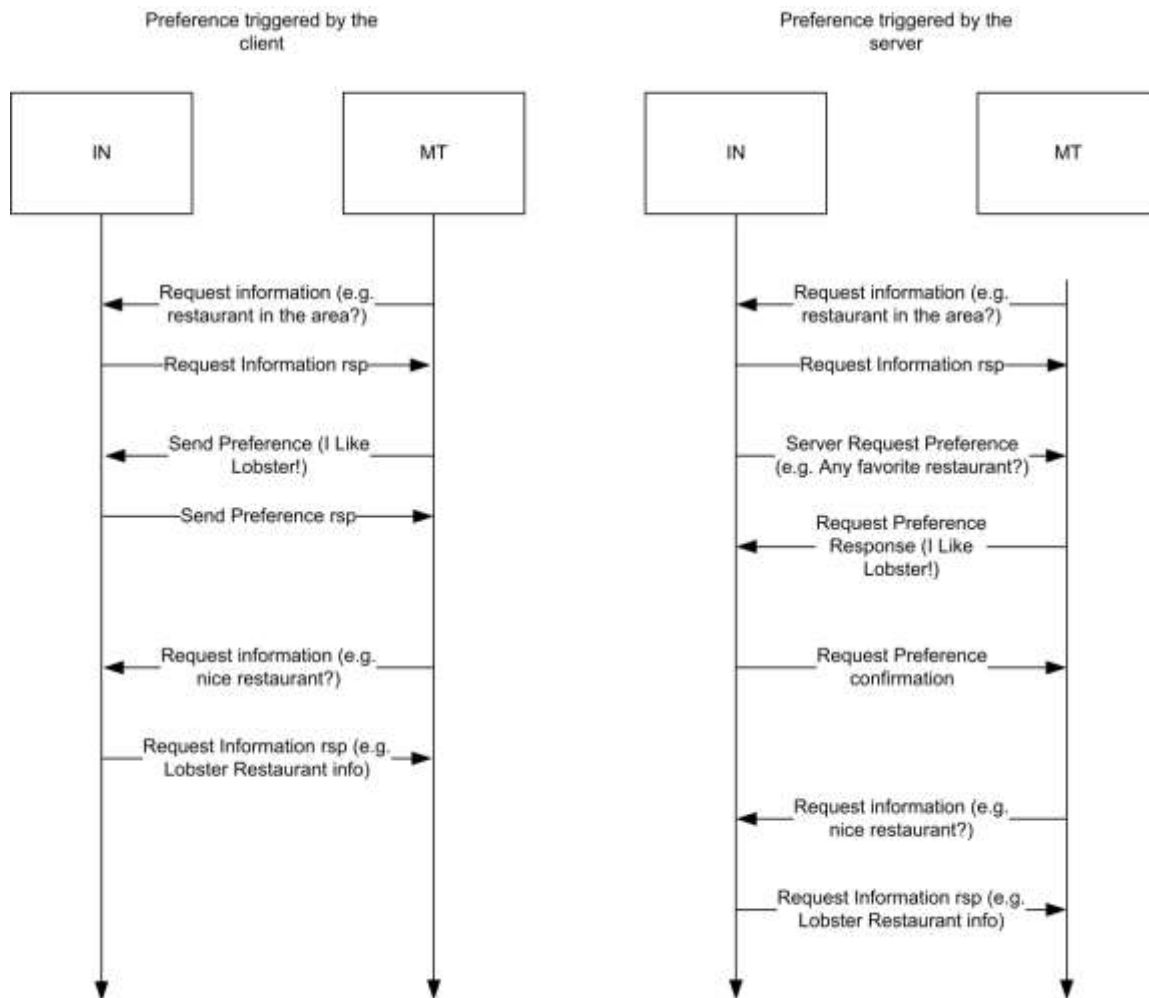 Preference triggered by the
client
IN
MT
Request information (e.g.
restaurant in the area?)
Request Information rsp
Send Preference (I Like
Lobster!)
Send Preference rsp
Request information (e.g.
nice restaurant?)
Request Information rsp (e.g.
Lobster Restaurant info)
Preference triggered by the
server
IN
MT
Request information (e.g.
restaurant in the area?)
Request Information rsp
Server Request Preference
(e.g. Any favorite restaurant?)
Request Preference
Response (I Like
Lobster!)
Request Preference
confirmation
Request information (e.g.
nice restaurant?)
Request Information rsp (e.g.
Lobster Restaurant info)